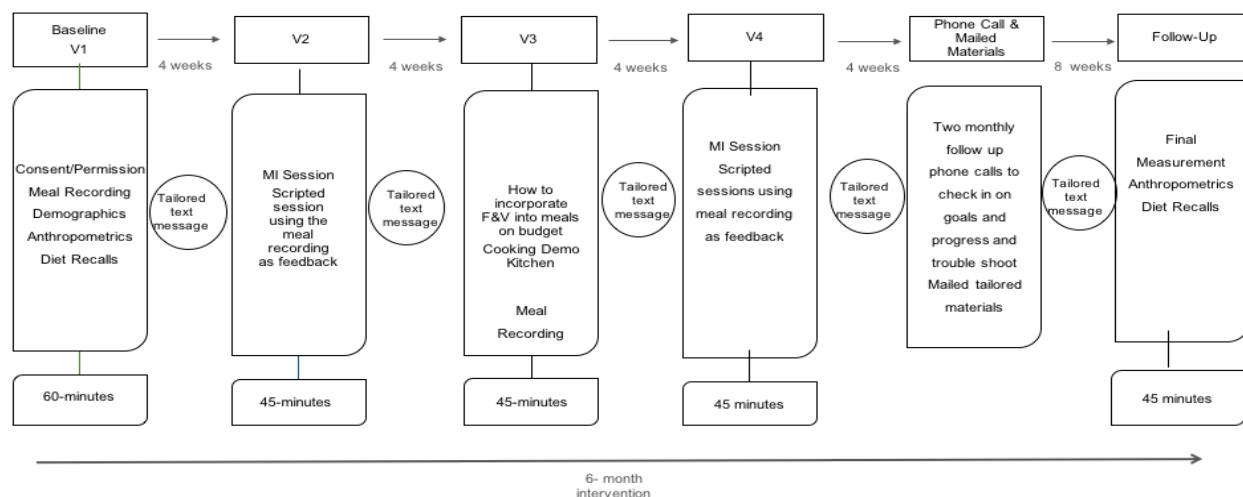 Baseline
V1
4 weeks
V2
4 weeks
V3
4 weeks
V4
4 weeks
Phone Call &
Mailed
Materials
8 weeks
Follow-Up
Consent/Permission
Meal Recording
Demographics
Anthropometrics
Diet Recalls
Tailored
text
message
MI Session
Scripted
session
using the
meal
recording
as feedback
Tailored
text
message
How to
incorporate
F&V into meals
on budget
Cooking Demo
Kitchen
Meal
Recording
Tailored
text
message
MI Session
Scripted
sessions using
meal recording
as feedback
Tailored
text
message
Two monthly
follow up
phone calls to
check in on
goals and
progress and
trouble shoot
Mailed tailored
materials
Tailored
text
message
Final
Measurement
Anthropometrics
Diet Recalls
60-minutes
45-minutes
45-minutes
45 minutes
45 minutes
6- month
intervention